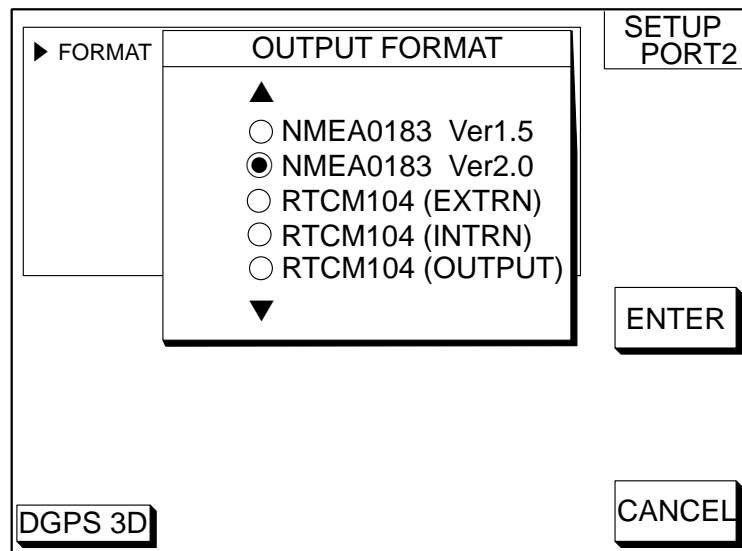 SETUP
PORT2
▶ FORMAT
OUTPUT FORMAT
▲
○ NMEA0183 Ver1.5
◉ NMEA0183 Ver2.0
○ RTCM104 (EXTRN)
○ RTCM104 (INTRN)
○ RTCM104 (OUTPUT)
▼
ENTER
DGPS 3D
CANCEL